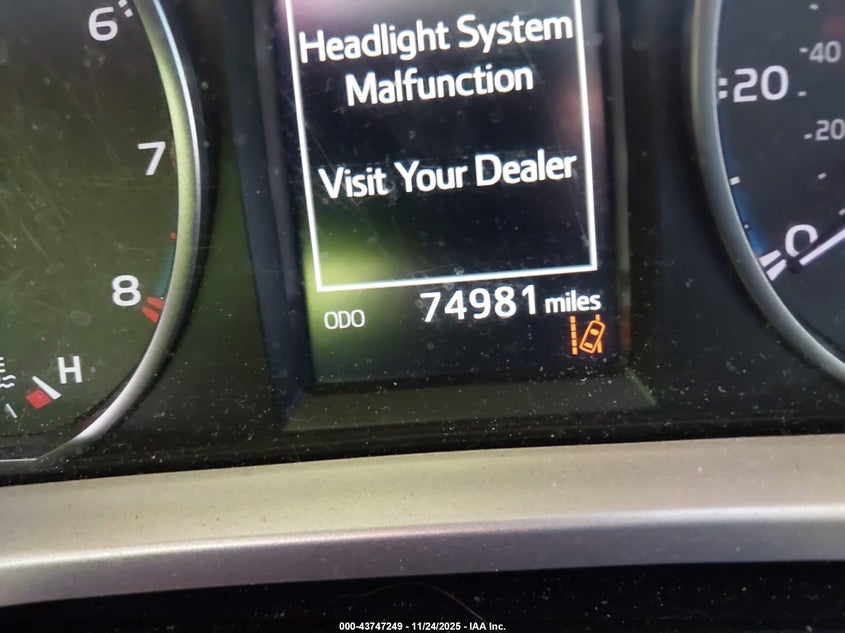 6
Headlight System
Malfunction
7
Visit Your Dealer
8
ODO 74981 miles
H
40
20
20
0
000-43747249 - 11/24/2025 - IAA Inc.